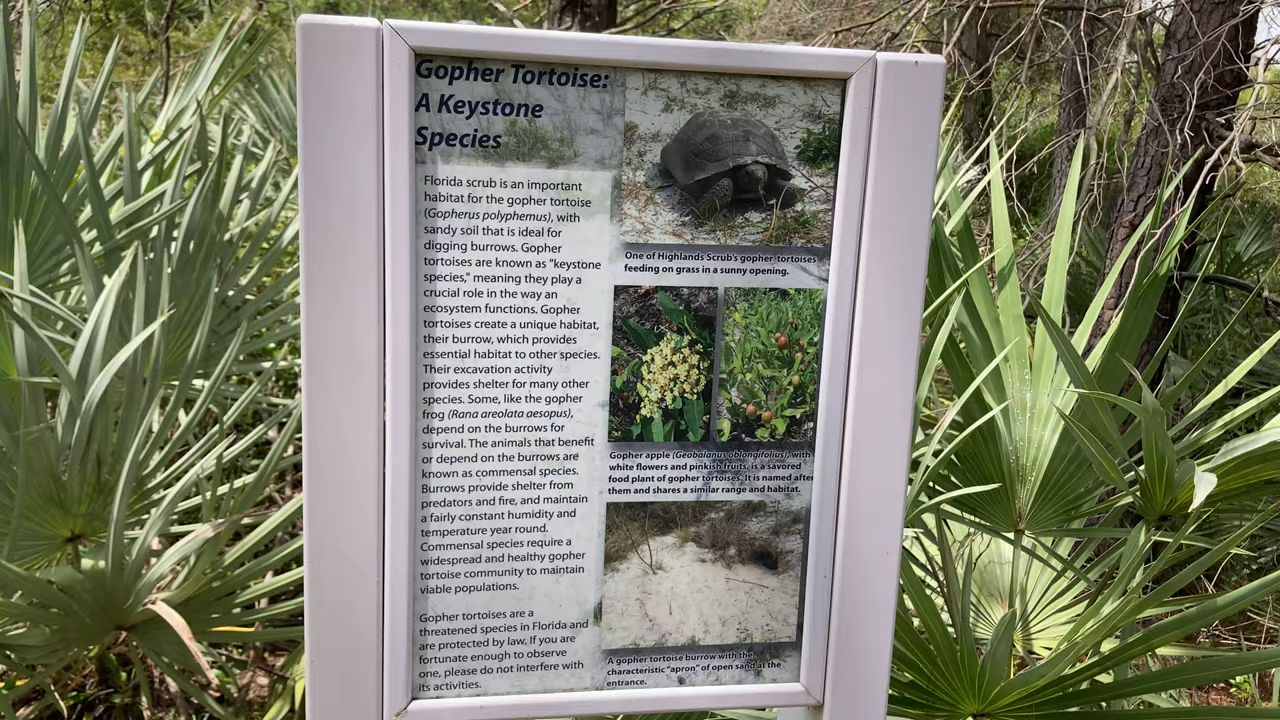 Gopher Tortoise:
A Keystone
Species
Florida scrub is an important
habitat for the gopher tortoise
(Gopherus polyphemus), with
sandy soil that is ideal for
digging burrows. Gopher
tortoises are known as "keystone
species," meaning they play a
crucial role in the way an
ecosystem functions. Gopher
tortoises create a unique habitat,
their burrow, which provides
essential habitat to other species.
Their excavation activity
provides shelter for many other
species. Some, like the gopher
frog (Rana areolata aesopus),
depend on the burrows for
survival. The animals that benefit
or depend on the burrows are
known as commensal species.
Burrows provide shelter from
predators and fire, and maintain
a fairly constant humidity and
temperature year round.
Commensal species require a
widespread and healthy gopher
tortoise community to maintain
viable populations.
Gopher tortoises are a
threatened species in Florida and
are protected by law. If you are
fortunate enough to observe
one, please do not interfere with
its activities.
One of Highlands Scrub's gopher tortoises
feeding on grass in a sunny opening.
Gopher apple (Geobalanus oblongifolius), with
white flowers and pinkish fruits, is a savored
food plant of gopher tortoises. It is named after
them and shares a similar range and habitat.
A gopher tortoise burrow with the
characteristic "apron" of open sand at the
entrance.